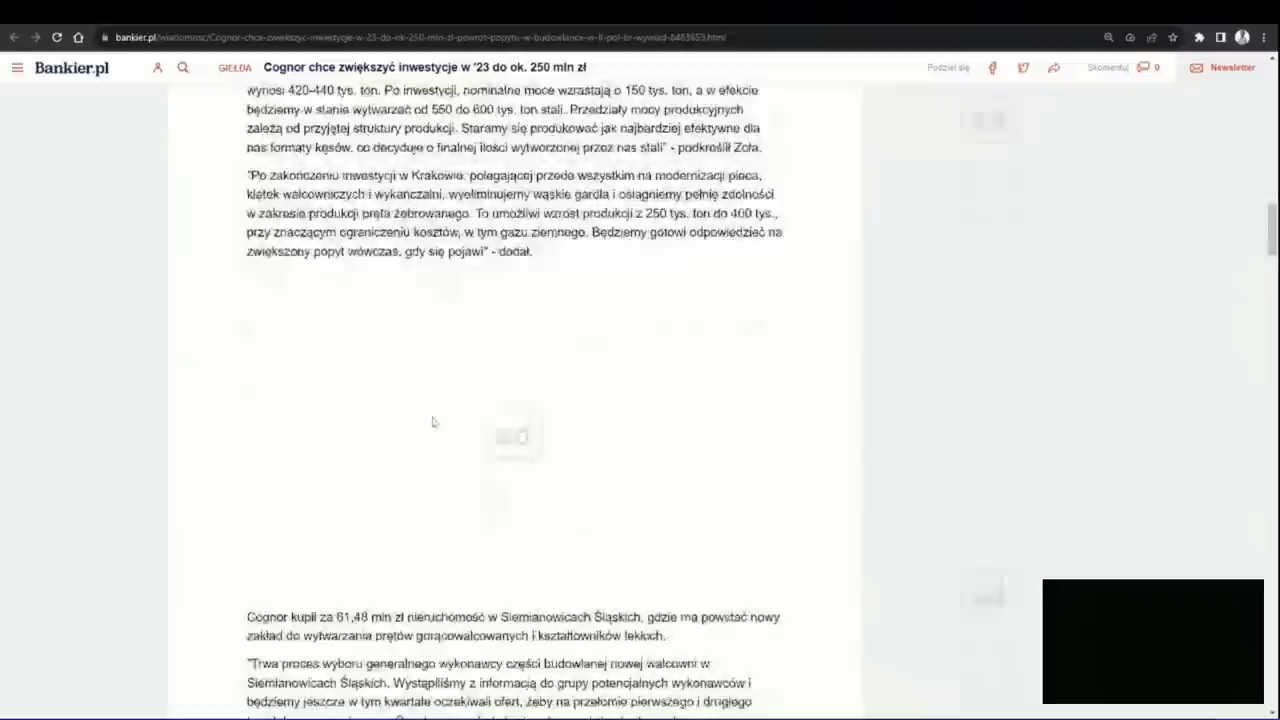 bankier.pl/wiadomosc/Cognor-chce-zwiekszyc-inwestycje-w-23-do-ok-250-mln-zl-powrot-popytu-w-budowlance-w-II-pol-br-wywiad-8483653.html
Bankier.pl
GIEŁDA
Cognor chce zwiększyć inwestycje w '23 do ok. 250 mln zł
Podziel się
Skomentuj
0
Newsletter
wynosi 420-440 tys. ton. Po inwestycji, nominalne moce wzrastają o 150 tys. ton, a w efekcie
będziemy w stanie wytwarzać od 550 do 600 tys. ton stali. Przedziały mocy produkcyjnych
zależą od przyjętej struktury produkcji. Staramy się produkować jak najbardziej efektywne dla
nas formaty kęsów, co decyduje o finalnej ilości wytworzonej przez nas stali" - podkreślił Zoła.
"Po zakończeniu inwestycji w Krakowie, polegającej przede wszystkim na modernizacji pieca,
klatek walcowniczych i wykańczalni, wyeliminujemy wąskie gardła i osiągniemy pełnię zdolności
w zakresie produkcji pręta żebrowanego. To umożliwi wzrost produkcji z 250 tys. ton do 400 tys.,
przy znaczącym ograniczeniu kosztów, w tym gazu ziemnego. Będziemy gotowi odpowiedzieć na
zwiększony popyt wówczas, gdy się pojawi" - dodał.
Cognor kupił za 61,48 mln zł nieruchomość w Siemianowicach Śląskich, gdzie ma powstać nowy
zakład do wytwarzania prętów gorącowalcowanych i kształtowników lekkich.
"Trwa proces wyboru generalnego wykonawcy części budowlanej nowej walcowni w
Siemianowicach Śląskich. Wystąpiliśmy z informacją do grupy potencjalnych wykonawców i
będziemy jeszcze w tym kwartale oczekiwali ofert, żeby na przełomie pierwszego i drugiego